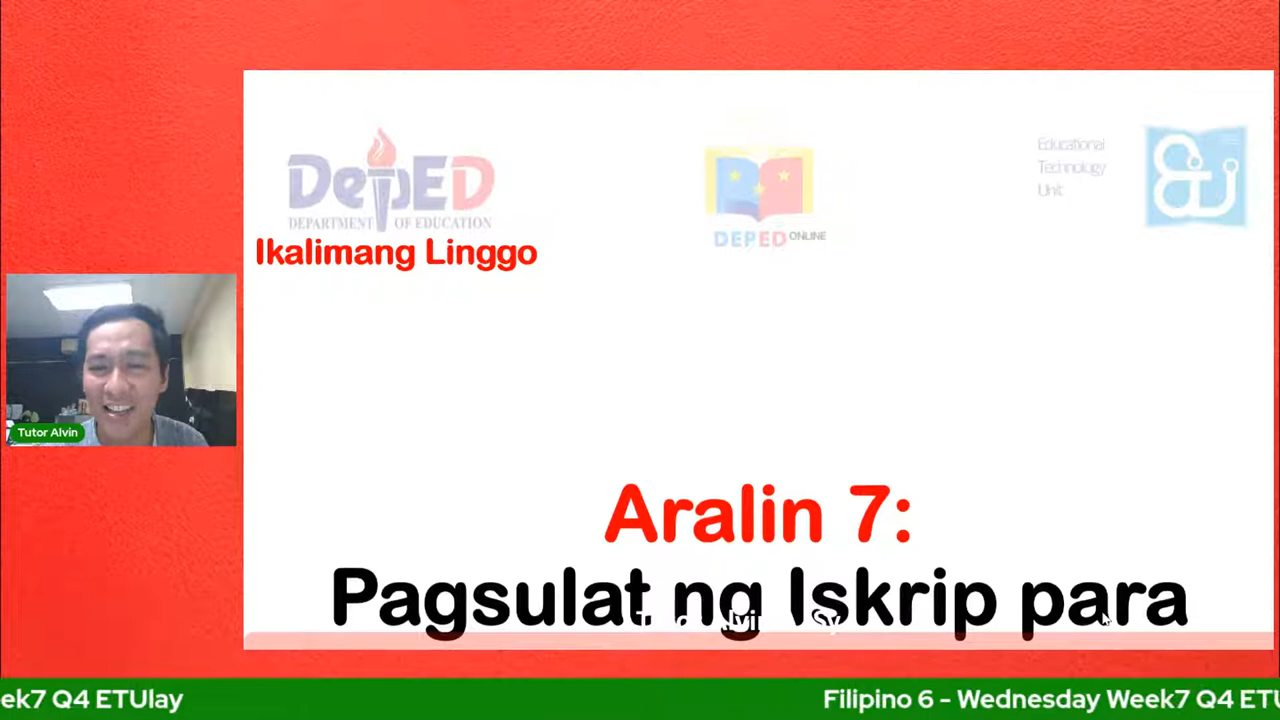 DepED
DEPARTMENT OF EDUCATION
DEPED ONLINE
Educational
Technology
Unit
Ikalimang Linggo
Tutor Alvin
Aralin 7:
Pagsulat ng Iskrip para
ek7 Q4 ETUlay
Filipino 6 - Wednesday Week7 Q4 ETU